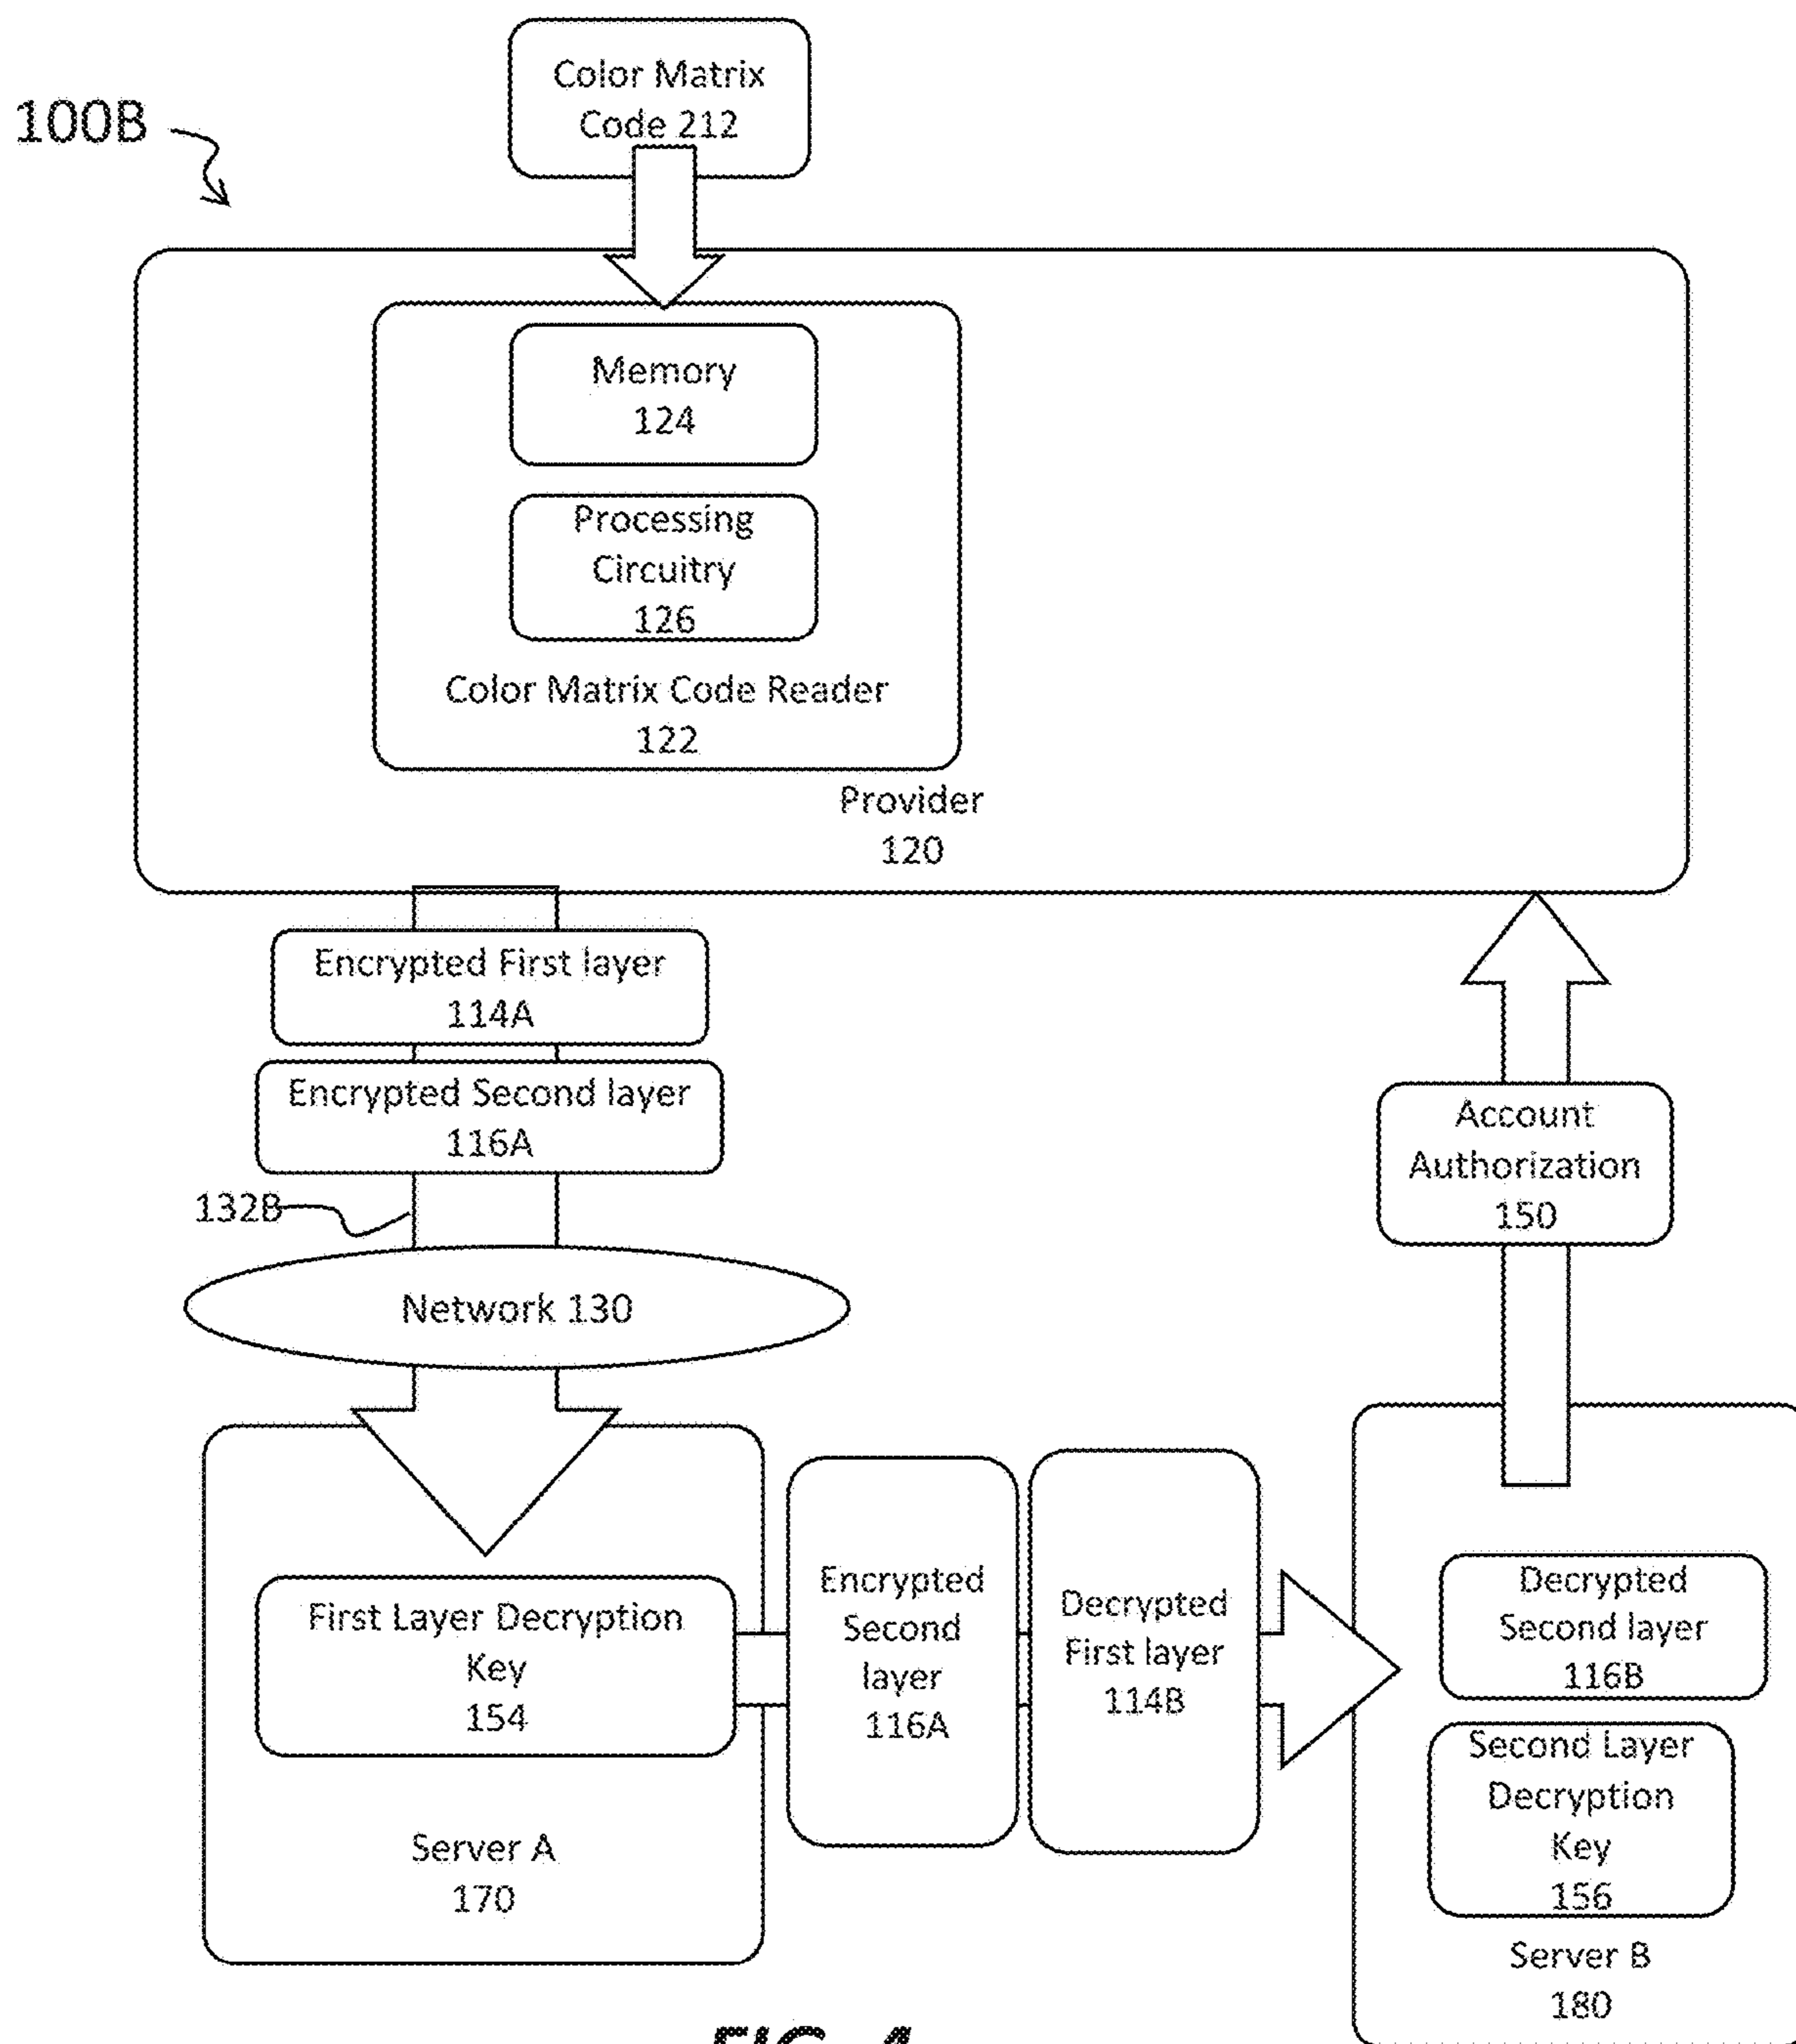 100B
Color Matrix
Code 212
Memory
124
Processing
Circuitry
126
Color Matrix Code Reader
122
Provider
120
Encrypted First layer
114A
Encrypted Second layer
116A
132B
Network 130
Account
Authorization
150
First Layer Decryption
Key
154
Server A
170
Encrypted
Second
layer
116A
Decrypted
First layer
114B
Decrypted
Second layer
116B
Second Layer
Decryption
Key
156
Server B
180
FIG. 4